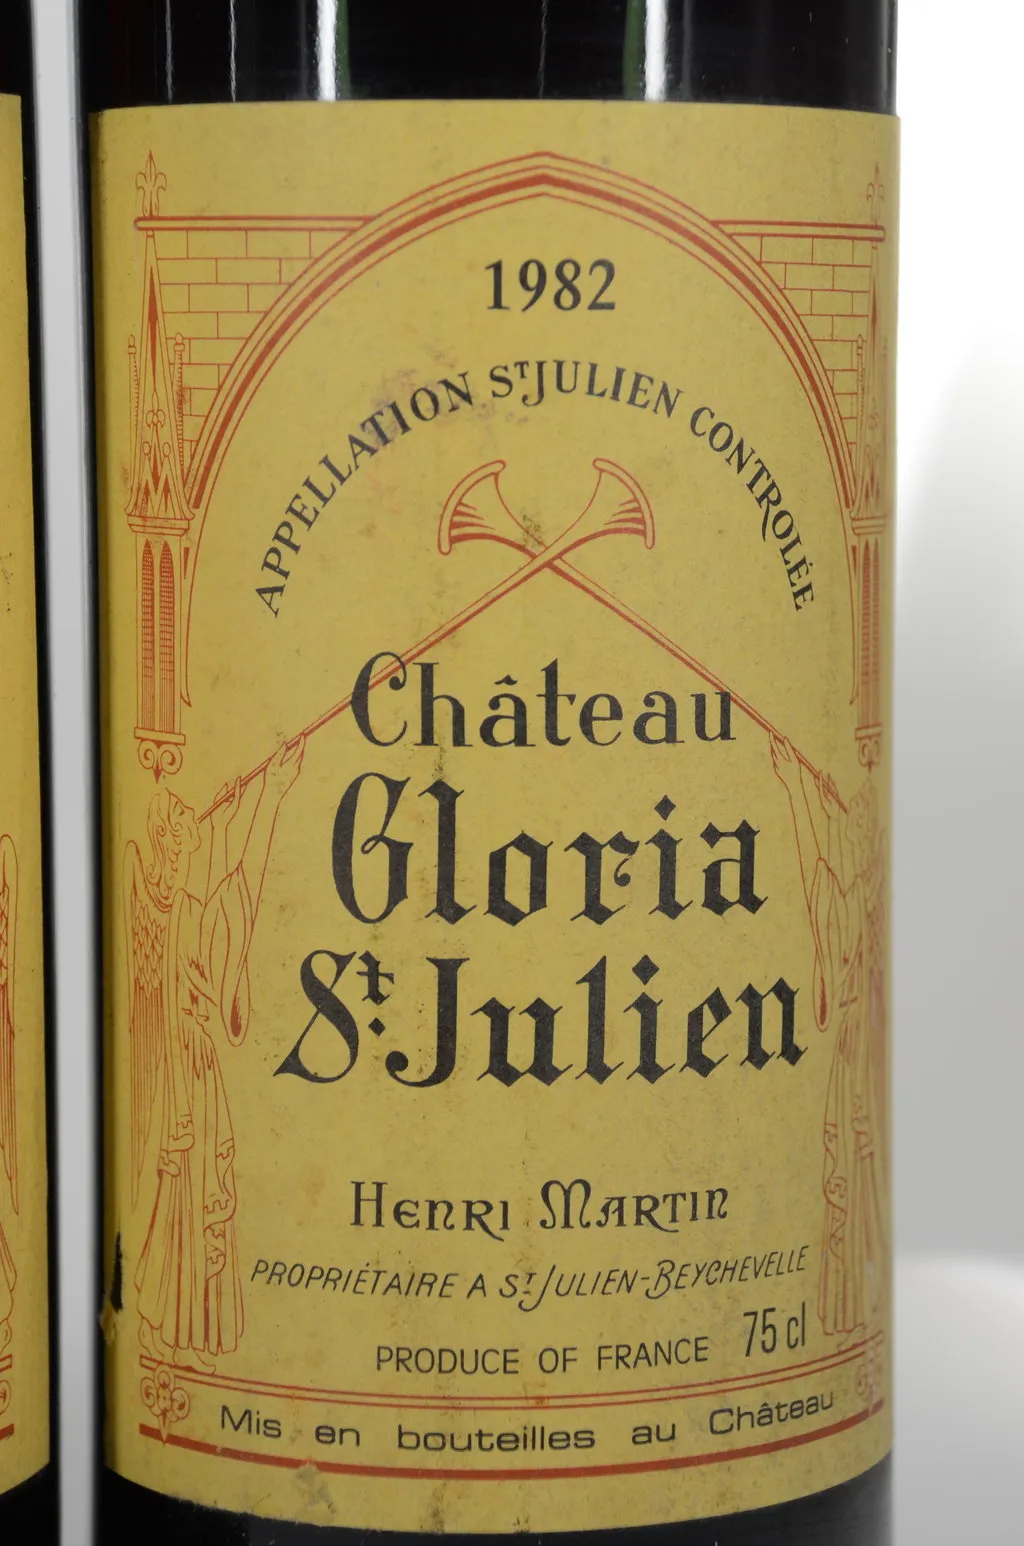 1982
APPELLATION ST JULIEN CONTROLÉE
Château
Gloria
St. Julien
HENRI MARTIN
PROPRIÉTAIRE A ST JULIEN-BEYCHEVELLE
PRODUCE OF FRANCE 75 cl
Mis en bouteilles au Château